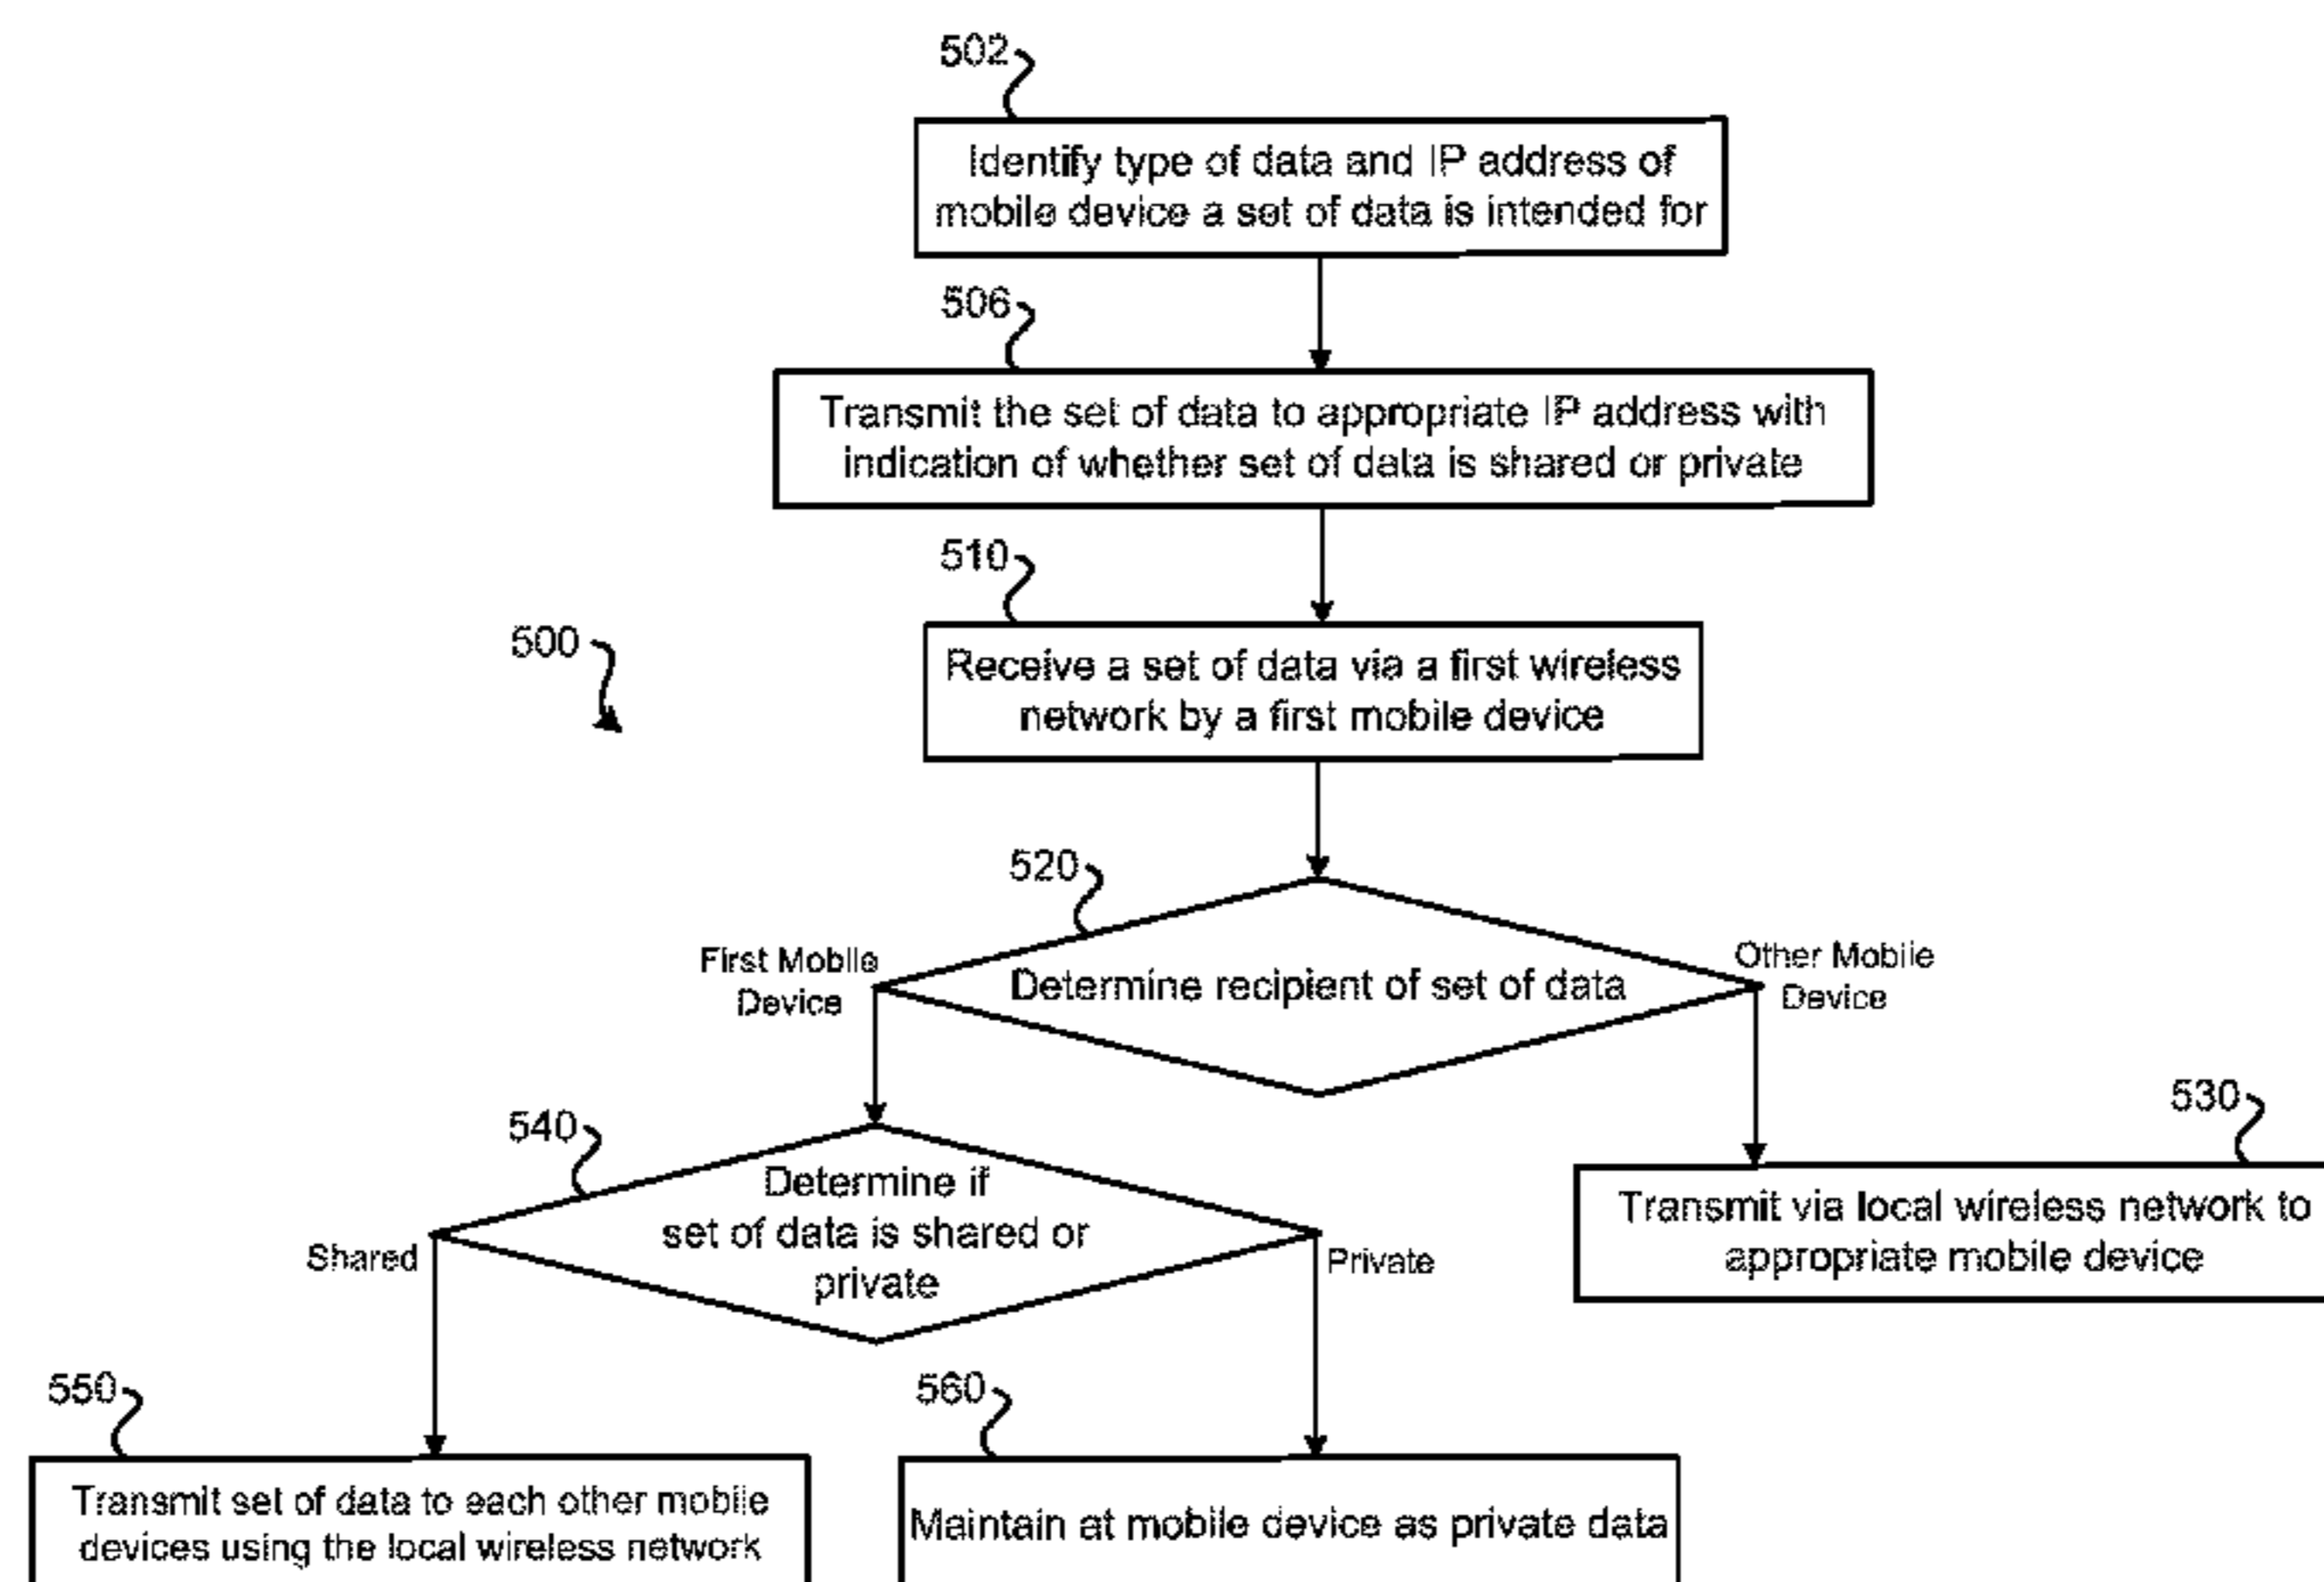 502
Identify type of data and IP address of
mobile device a set of data is intended for
506
Transmit the set of data to appropriate IP address with
indication of whether set of data is shared or private
510
500
Receive a set of data via a first wireless
network by a first mobile device
520
First Mobile
Device
Determine recipient of set of data
Other Mobile
Device
530
540
Determine if
set of data is shared or
private
Shared
Private
Transmit via local wireless network to
appropriate mobile device
550
560
Transmit set of data to each other mobile
devices using the local wireless network
Maintain at mobile device as private data